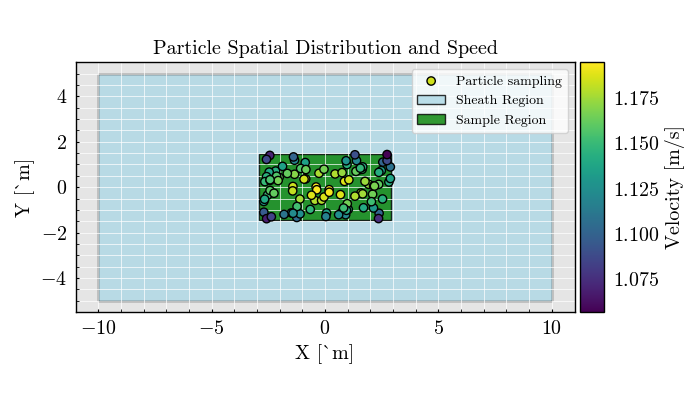 Particle Spatial Distribution and Speed
Particle sampling
Sheath Region
Sample Region
4
2
0
−2
−4
Y [`m]
−10
−5
0
5
10
X [`m]
1.175
1.150
1.125
1.100
1.075
Velocity [m/s]